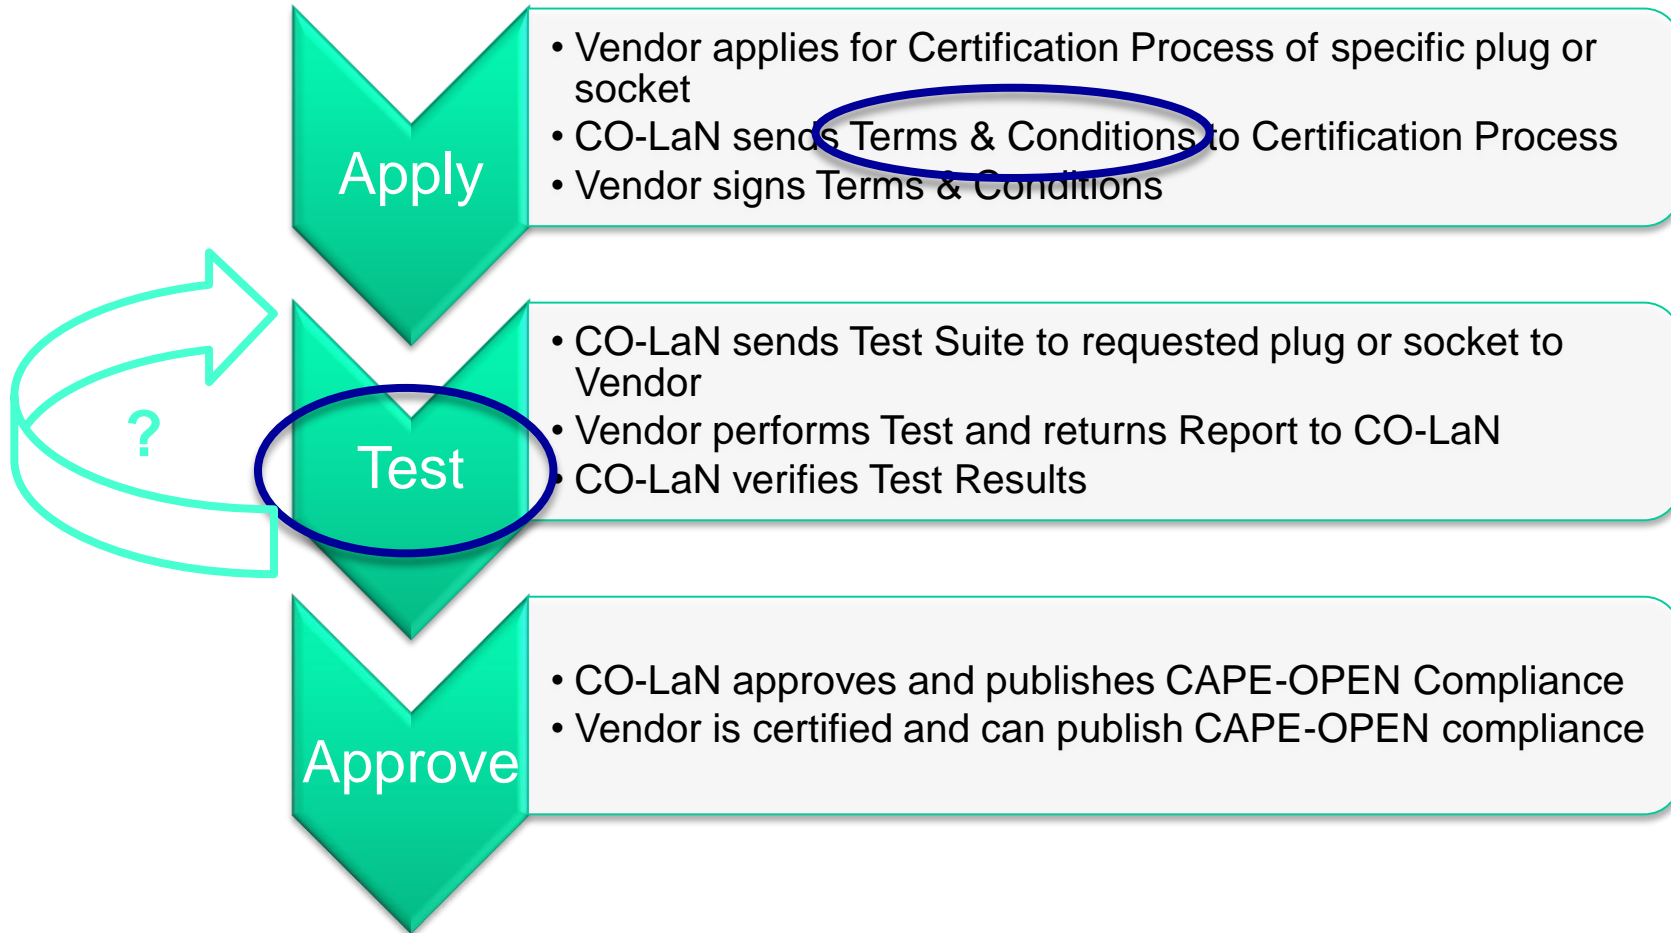 • Vendor applies for Certification Process of specific plug or
socket
• CO-LaN sends Terms & Conditions to Certification Process
• Vendor signs Terms & Conditions
Apply
• CO-LaN sends Test Suite to requested plug or socket to
Vendor
• Vendor performs Test and returns Report to CO-LaN
• CO-LaN verifies Test Results
?
Test
• CO-LaN approves and publishes CAPE-OPEN Compliance
• Vendor is certified and can publish CAPE-OPEN compliance
Approve